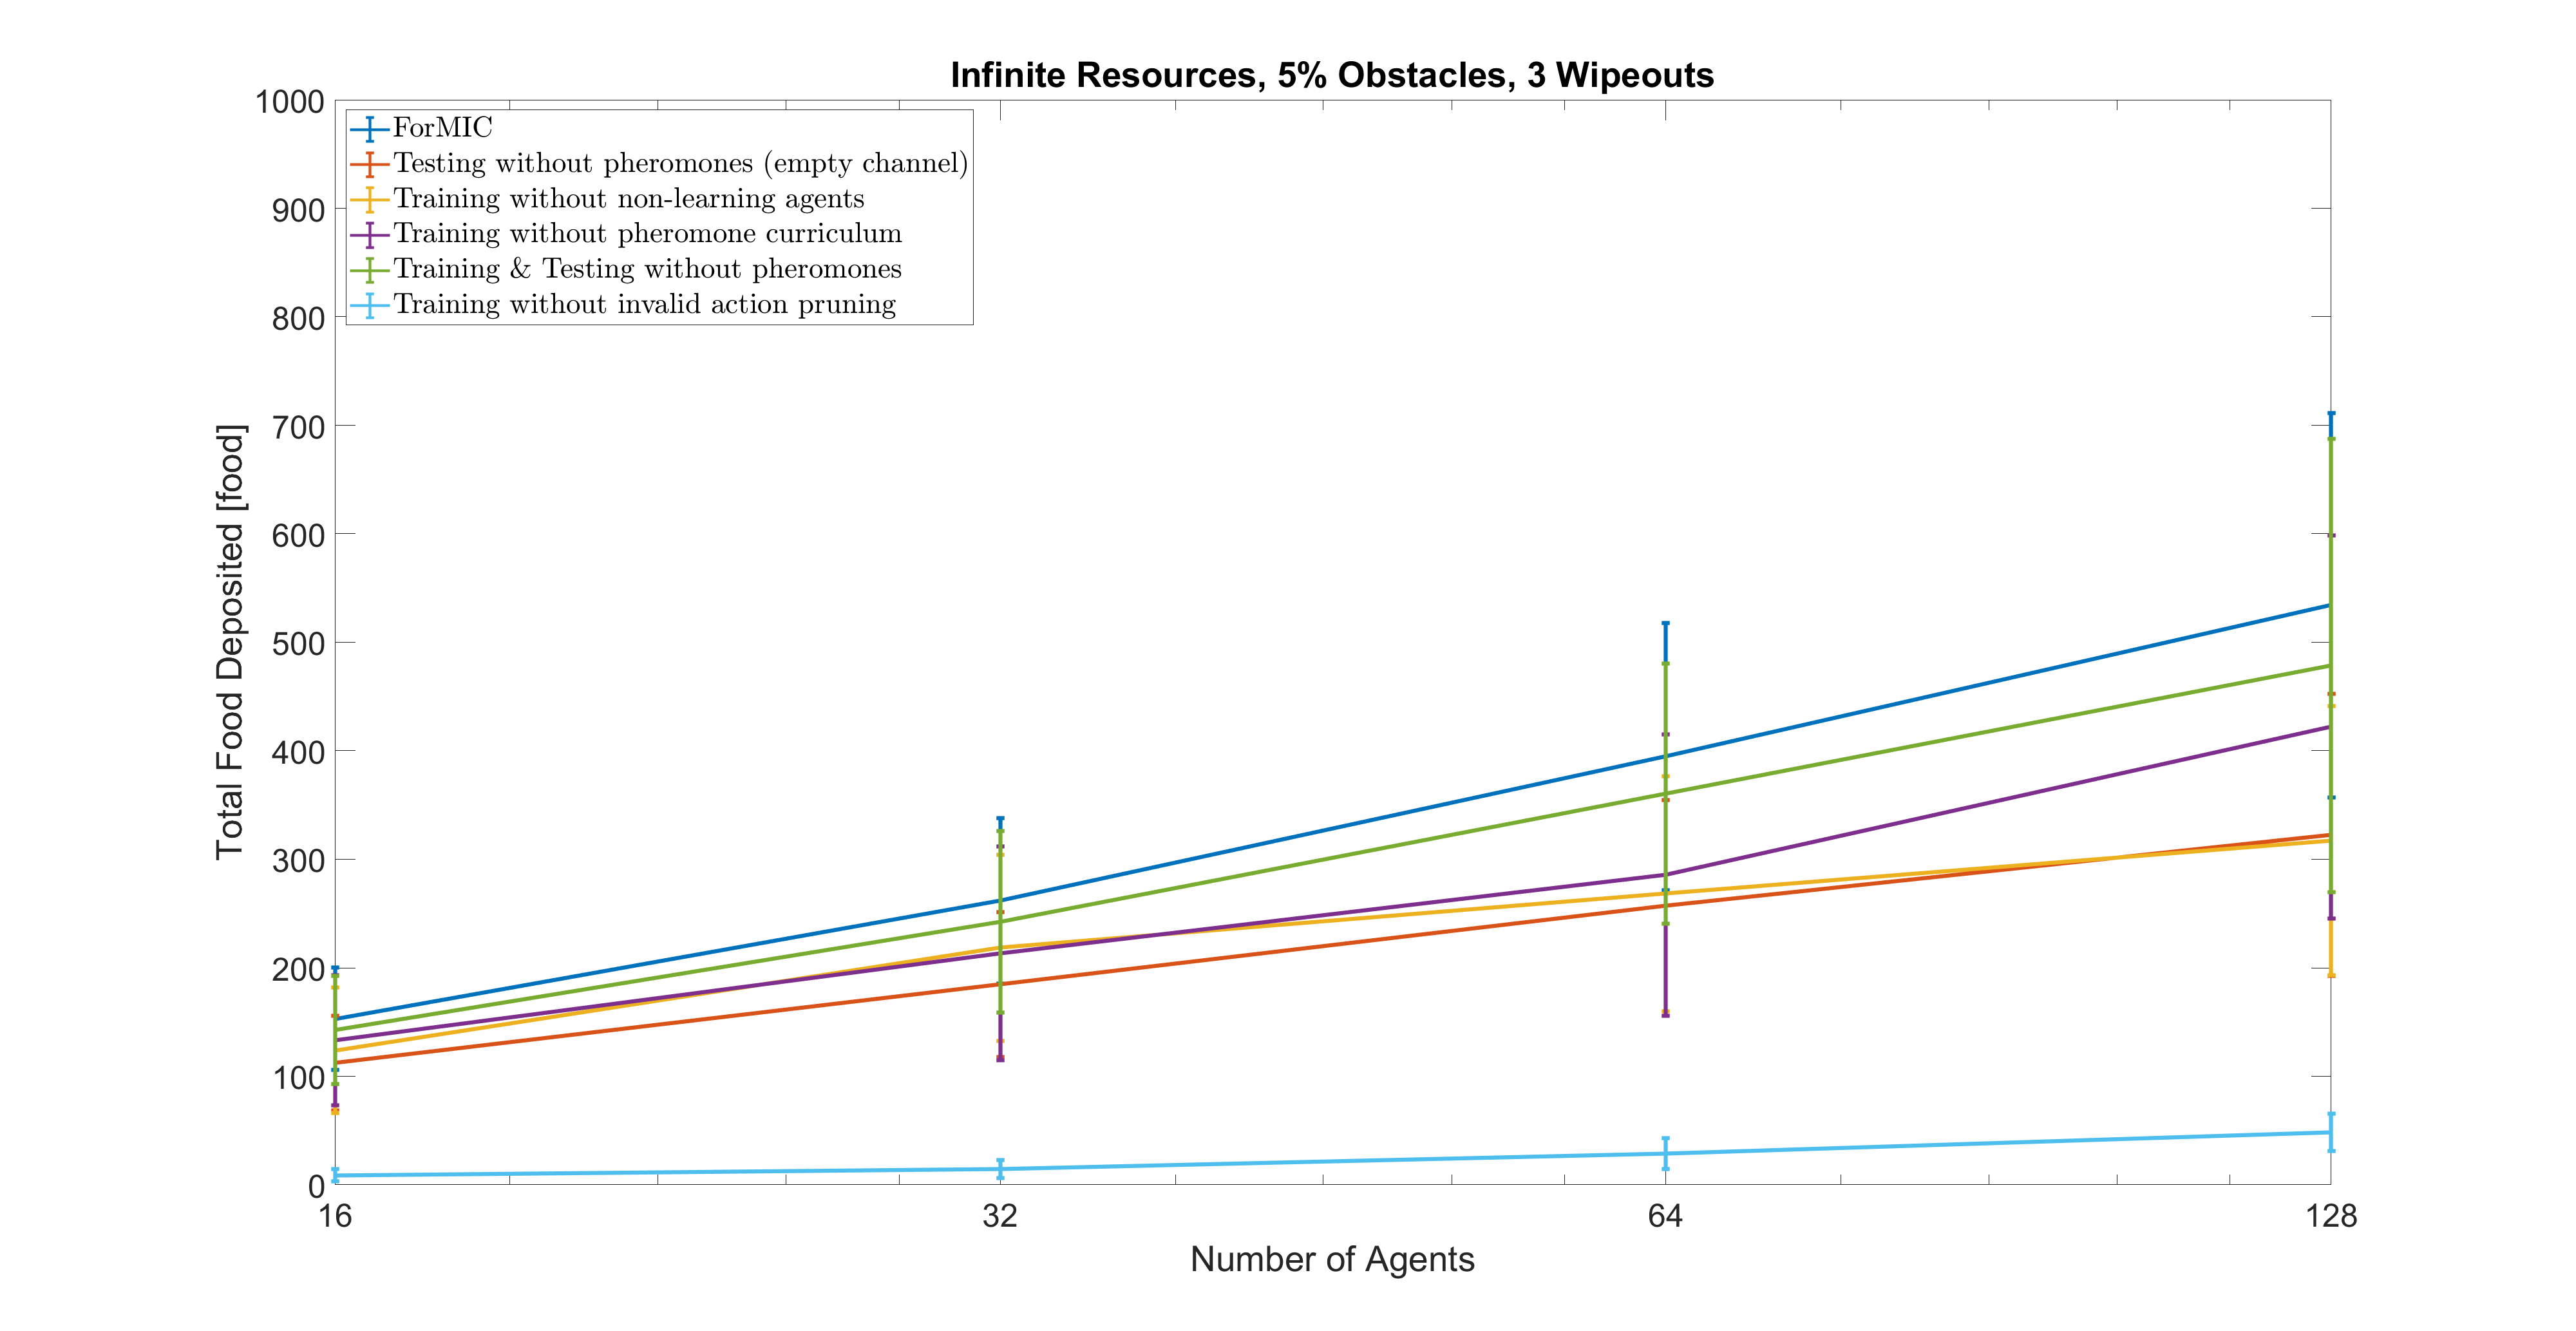 Infinite Resources, 5% Obstacles, 3 Wipeouts
1000
900
800
700
600
500
400
300
200
100
0
ForMIC
Testing without pheromones (empty channel)
Training without non-learning agents
Training without pheromone curriculum
Training & Testing without pheromones
Training without invalid action pruning
Total Food Deposited [food]
16
32
64
128
Number of Agents